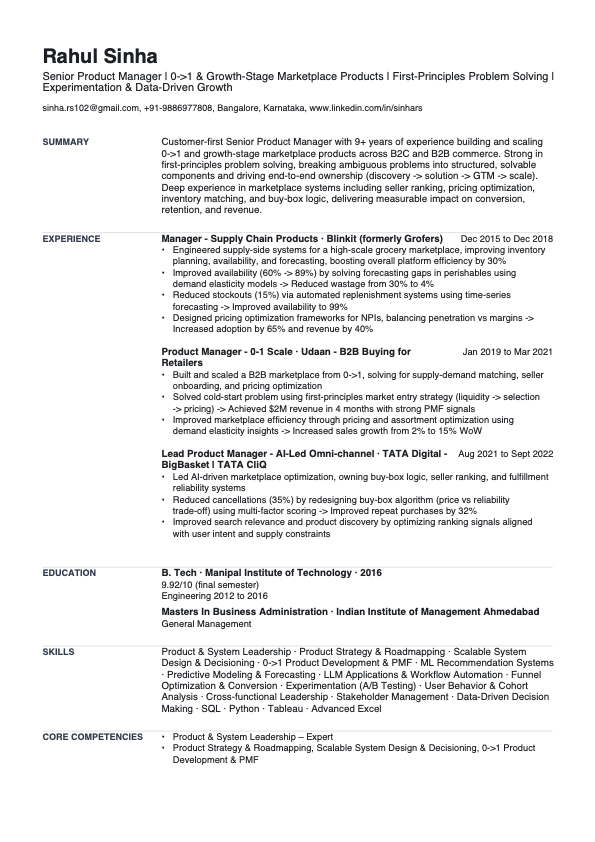 Rahul Sinha
Senior Product Manager | 0->1 & Growth-Stage Marketplace Products | First-Principles Problem Solving |
Experimentation & Data-Driven Growth
sinha.rs102@gmail.com, +91-9886977808, Bangalore, Karnataka, www.linkedin.com/in/sinhars
SUMMARY
Customer-first Senior Product Manager with 9+ years of experience building and scaling
0->1 and growth-stage marketplace products across B2C and B2B commerce. Strong in
first-principles problem solving, breaking ambiguous problems into structured, solvable
components and driving end-to-end ownership (discovery -> solution -> GTM -> scale).
Deep experience in marketplace systems including seller ranking, pricing optimization,
inventory matching, and buy-box logic, delivering measurable impact on conversion,
retention, and revenue.
EXPERIENCE
Manager - Supply Chain Products · Blinkit (formerly Grofers) Dec 2015 to Dec 2018
• Engineered supply-side systems for a high-scale grocery marketplace, improving inventory
planning, availability, and forecasting, boosting overall platform efficiency by 30%
• Improved availability (60% -> 89%) by solving forecasting gaps in perishables using
demand elasticity models -> Reduced wastage from 30% to 4%
• Reduced stockouts (15%) via automated replenishment systems using time-series
forecasting -> Improved availability to 99%
• Designed pricing optimization frameworks for NPIs, balancing penetration vs margins ->
Increased adoption by 65% and revenue by 40%
Product Manager - 0-1 Scale · Udaan - B2B Buying for Jan 2019 to Mar 2021
Retailers
• Built and scaled a B2B marketplace from 0->1, solving for supply-demand matching, seller
onboarding, and pricing optimization
• Solved cold-start problem using first-principles market entry strategy (liquidity -> selection
-> pricing) -> Achieved $2M revenue in 4 months with strong PMF signals
• Improved marketplace efficiency through pricing and assortment optimization using
demand elasticity insights -> Increased sales growth from 2% to 15% WoW
Lead Product Manager - AI-Led Omni-channel · TATA Digital - Aug 2021 to Sept 2022
BigBasket | TATA CliQ
• Led AI-driven marketplace optimization, owning buy-box logic, seller ranking, and fulfillment
reliability systems
• Reduced cancellations (35%) by redesigning buy-box algorithm (price vs reliability
trade-off) using multi-factor scoring -> Improved repeat purchases by 32%
• Improved search relevance and product discovery by optimizing ranking signals aligned
with user intent and supply constraints
EDUCATION
B. Tech · Manipal Institute of Technology · 2016
9.92/10 (final semester)
Engineering 2012 to 2016
Masters In Business Administration · Indian Institute of Management Ahmedabad
General Management
SKILLS
Product & System Leadership · Product Strategy & Roadmapping · Scalable System
Design & Decisioning · 0->1 Product Development & PMF · ML Recommendation Systems
· Predictive Modeling & Forecasting · LLM Applications & Workflow Automation · Funnel
Optimization & Conversion · Experimentation (A/B Testing) · User Behavior & Cohort
Analysis · Cross-functional Leadership · Stakeholder Management · Data-Driven Decision
Making · SQL · Python · Tableau · Advanced Excel
CORE COMPETENCIES
• Product & System Leadership – Expert
• Product Strategy & Roadmapping, Scalable System Design & Decisioning, 0->1 Product
Development & PMF